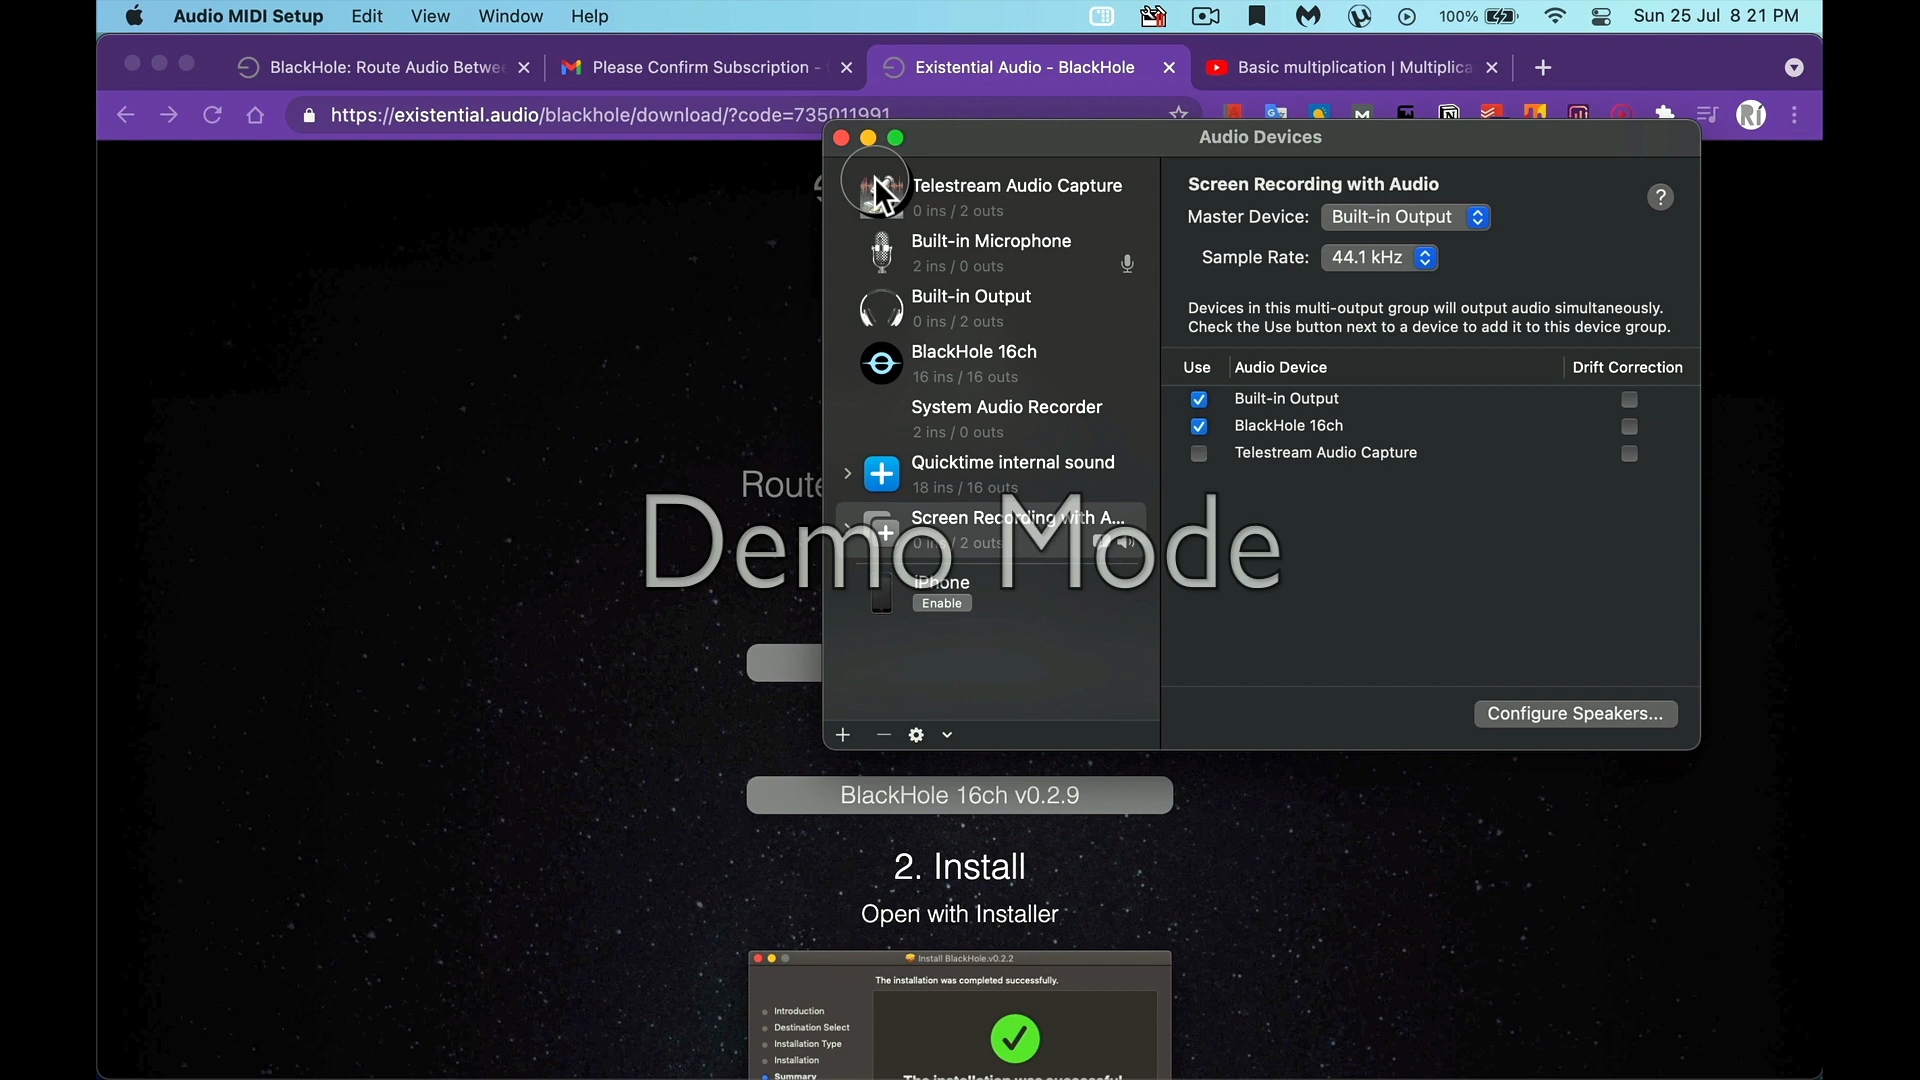 Audio MIDI Setup Edit View Window Help 100% Sun 25 Jul 8 21 PM
BlackHole: Route Audio Betwe Please Confirm Subscription - Existential Audio - BlackHole Basic multiplication | Multiplica
https://existential.audio/blackhole/download/?code=735011991
Rí
Audio Devices
Telestream Audio Capture
0 ins / 2 outs
Built-in Microphone
2 ins / 0 outs
Built-in Output
0 ins / 2 outs
BlackHole 16ch
16 ins / 16 outs
System Audio Recorder
2 ins / 0 outs
Quicktime internal sound
18 ins / 16 outs
Screen Recording with A...
0 ins / 2 outs
iPhone
Enable
Screen Recording with Audio
?
Master Device: Built-in Output
Sample Rate: 44.1 kHz
Devices in this multi-output group will output audio simultaneously.
Check the Use button next to a device to add it to this device group.
Use Audio Device Drift Correction
Built-in Output
BlackHole 16ch
Telestream Audio Capture
Configure Speakers...
Route
Demo Mode
BlackHole 16ch v0.2.9
2. Install
Open with Installer
Install BlackHole.v0.2.2
The installation was completed successfully.
Introduction
Destination Select
Installation Type
Installation
Summary
The installation was successful